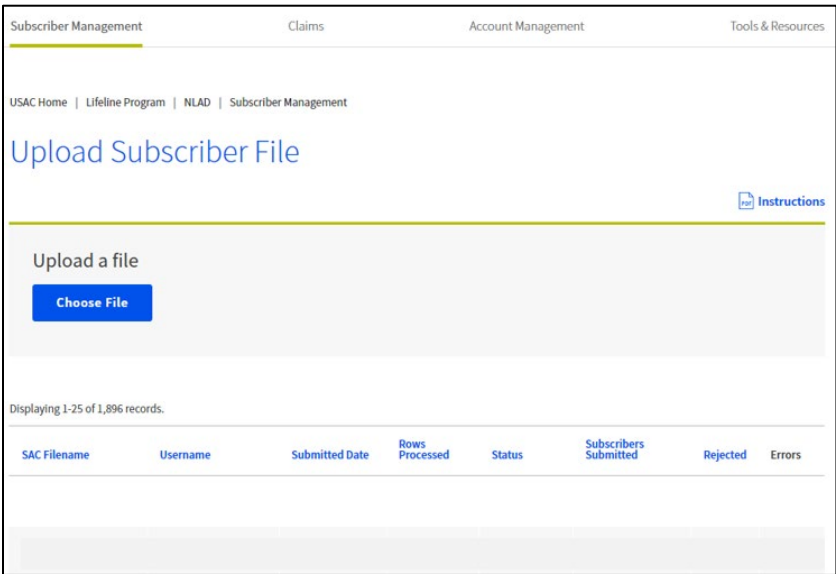 Subscriber Management Claims Account Management Tools & Resources
USAC Home | Lifeline Program | NLAD | Subscriber Management
Upload Subscriber File
PDF Instructions
Upload a file
Choose File
Displaying 1-25 of 1,896 records.
SAC Filename Username Submitted Date Rows Processed Status Subscribers Submitted Rejected Errors